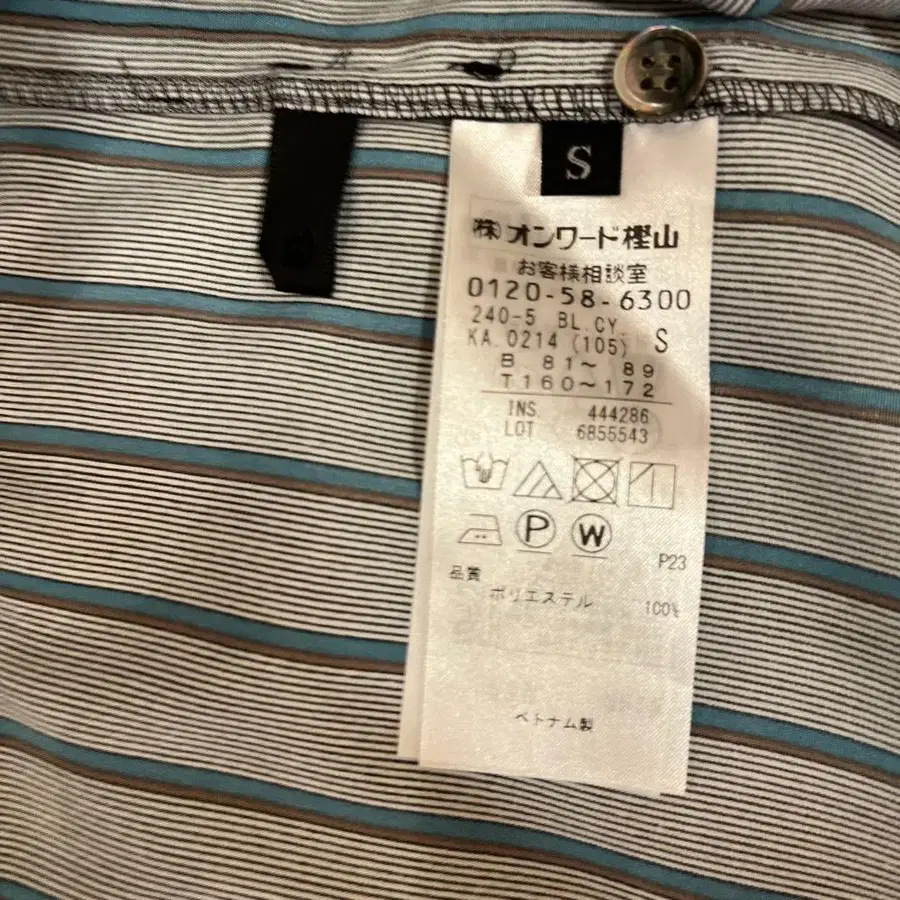 S
㈱オンワード樫山
お客様相談室
0120-58-6300
240-5 BL.CY. S
KA.0214 (105)
B 81〜 89
T160〜172
INS. 444286
LOT 6855543
P W
P23
品質
ポリエステル 100%
ベトナム製